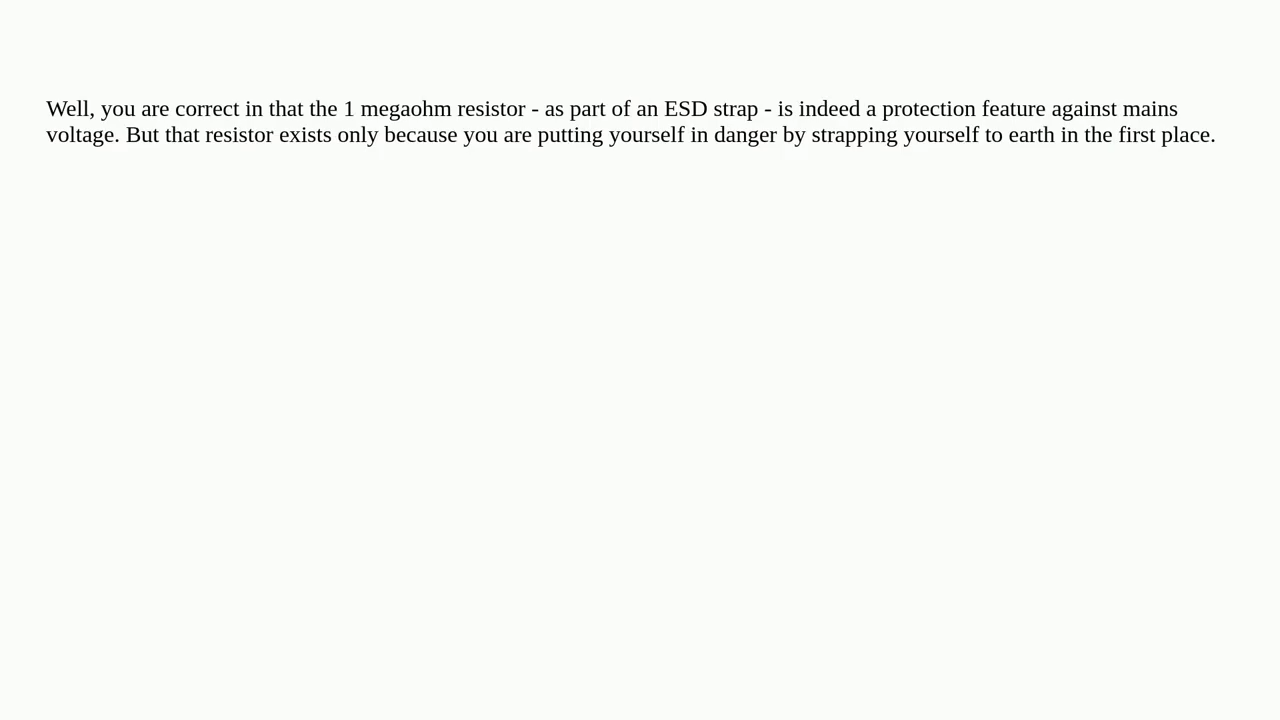 Well, you are correct in that the 1 megaohm resistor - as part of an ESD strap - is indeed a protection feature against mains
voltage. But that resistor exists only because you are putting yourself in danger by strapping yourself to earth in the first place.